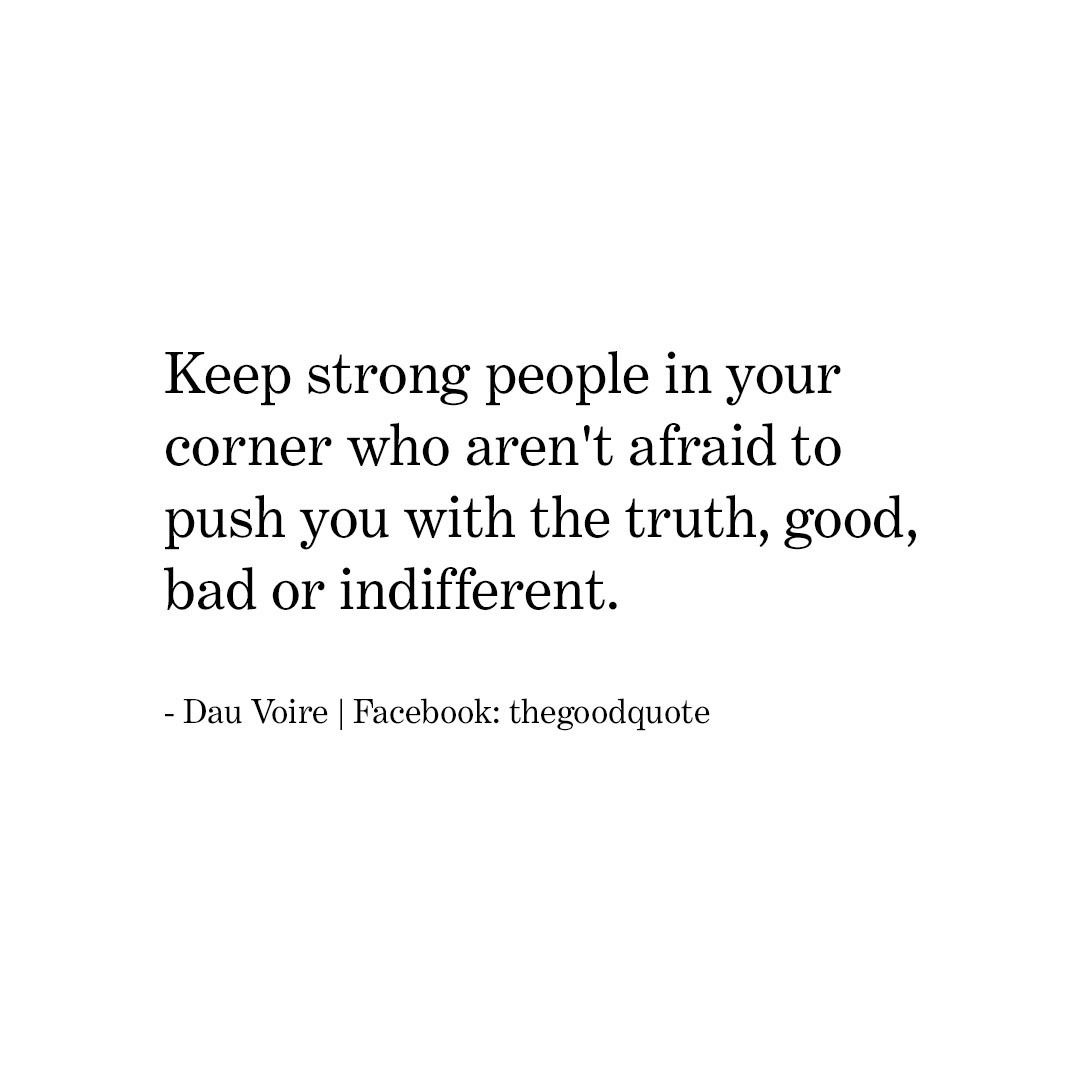 Keep strong people in your
corner who aren't afraid to
push you with the truth, good,
bad or indifferent.
- Dau Voire | Facebook: thegoodquote